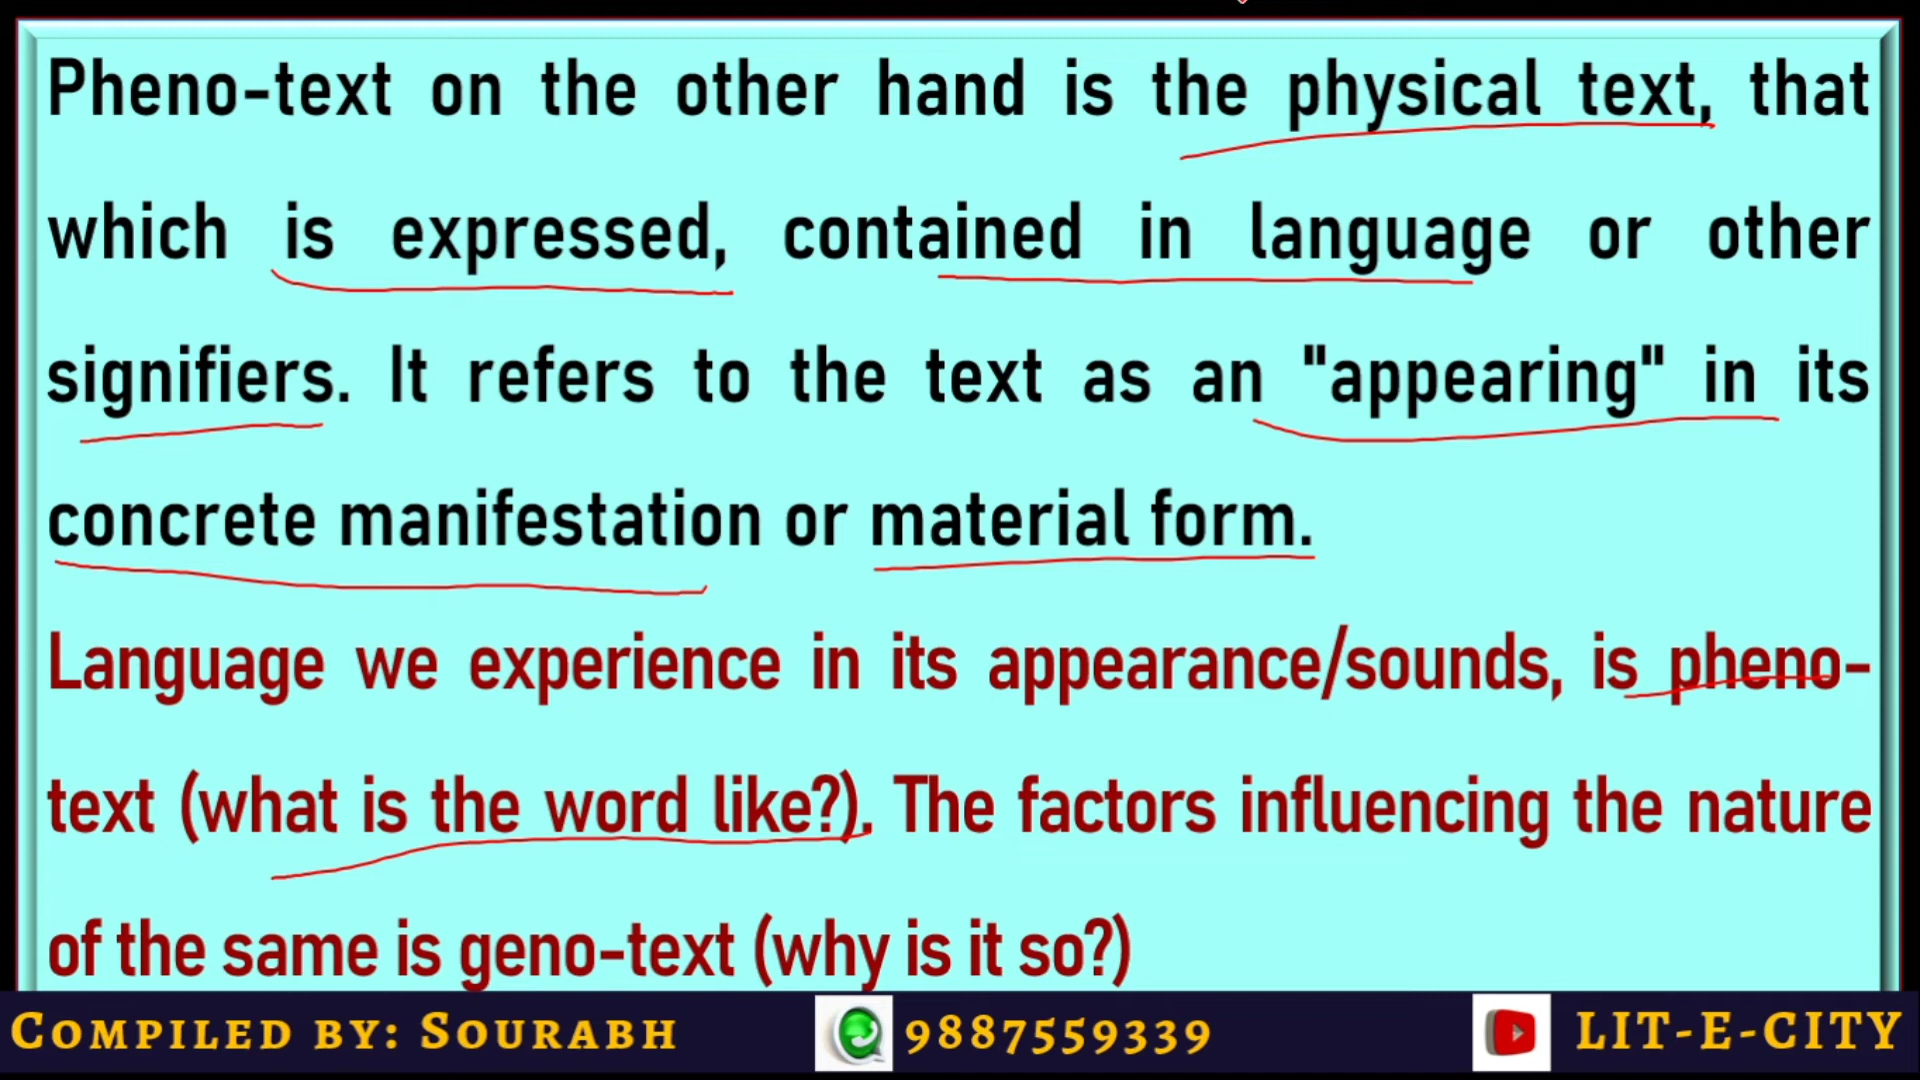 Pheno-text on the other hand is the physical text, that
which is expressed, contained in language or other
signifiers. It refers to the text as an "appearing" in its
concrete manifestation or material form.
Language we experience in its appearance/sounds, is pheno-
text (what is the word like?). The factors influencing the nature
of the same is geno-text (why is it so?)
COMPILED BY: SOURABH 9887559339 LIT-E-CITY